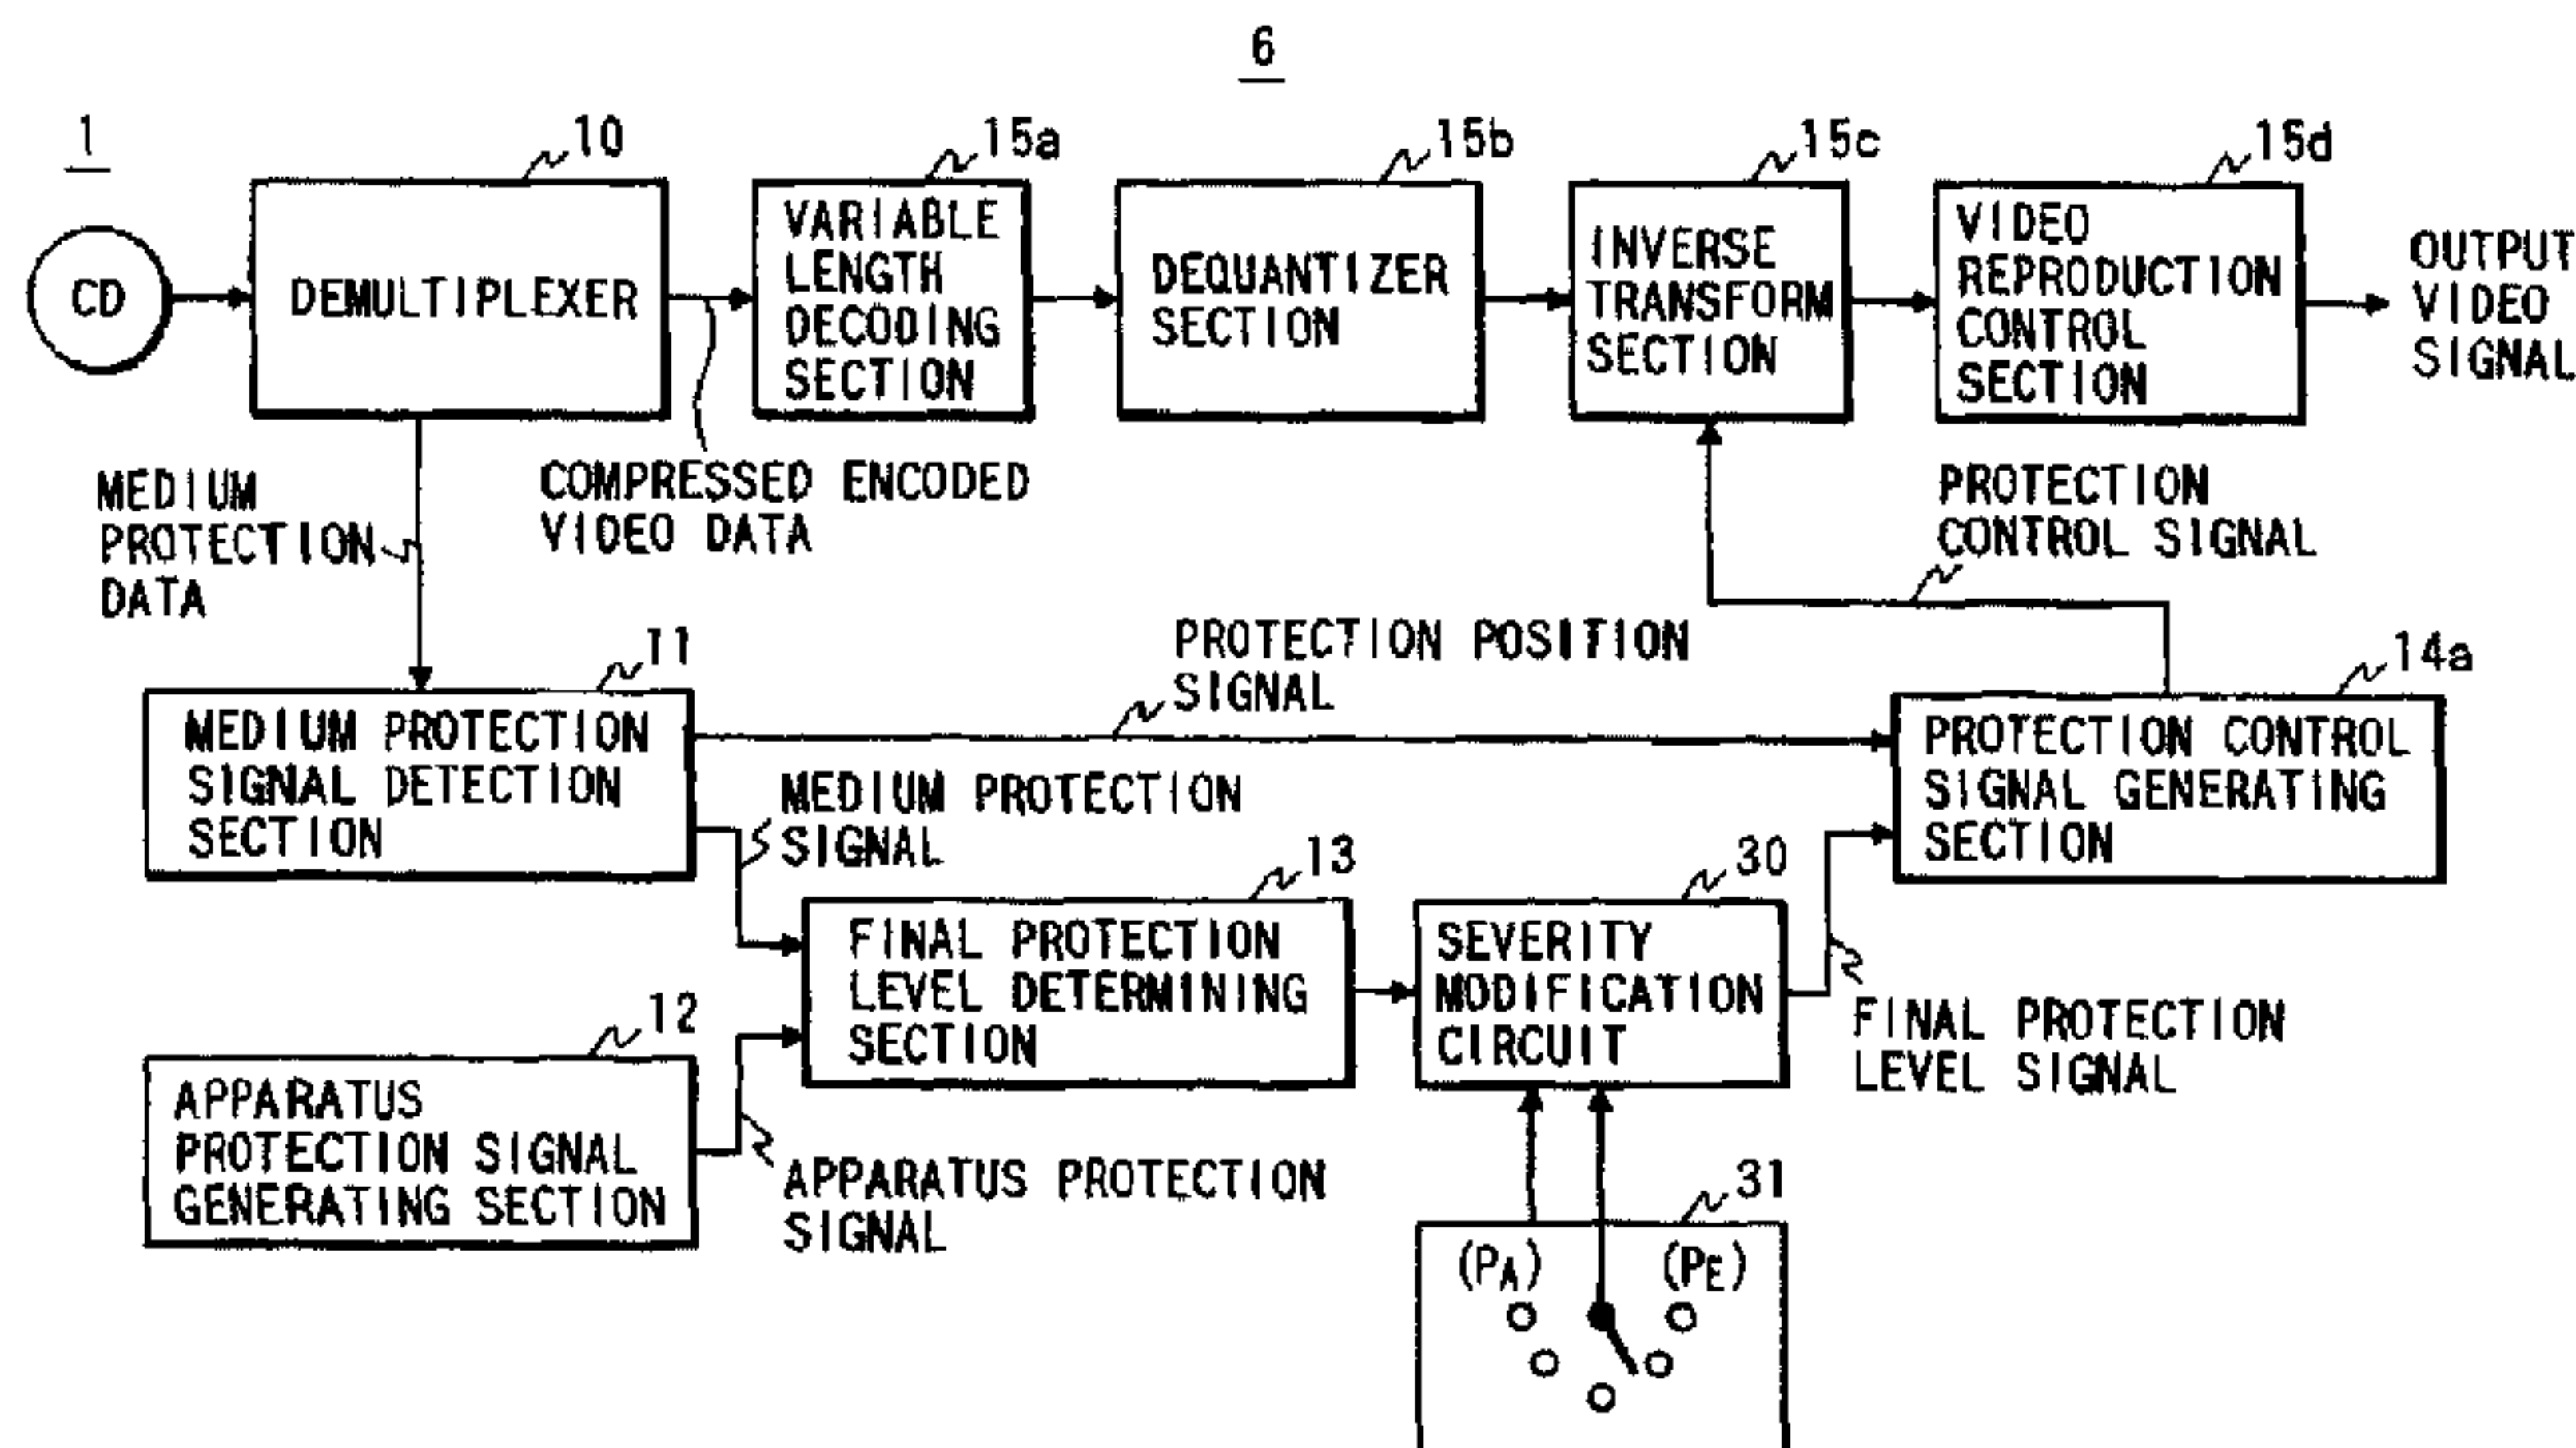 6
1
10
15a
15b
15c
15d
CD
DEMULTIPLEXER
VARIABLE
LENGTH
DECODING
SECTION
DEQUANTIZER
SECTION
INVERSE
TRANSFORM
SECTION
VIDEO
REPRODUCTION
CONTROL
SECTION
OUTPUT
VIDEO
SIGNAL
MEDIUM
PROTECTION
DATA
COMPRESSED ENCODED
VIDEO DATA
PROTECTION
CONTROL SIGNAL
11
PROTECTION POSITION
SIGNAL
14a
MEDIUM PROTECTION
SIGNAL DETECTION
SECTION
MEDIUM PROTECTION
SIGNAL
PROTECTION CONTROL
SIGNAL GENERATING
SECTION
13
30
FINAL PROTECTION
LEVEL DETERMINING
SECTION
SEVERITY
MODIFICATION
CIRCUIT
FINAL PROTECTION
LEVEL SIGNAL
12
APPARATUS
PROTECTION SIGNAL
GENERATING SECTION
APPARATUS PROTECTION
SIGNAL
31
(PA)
(PE)